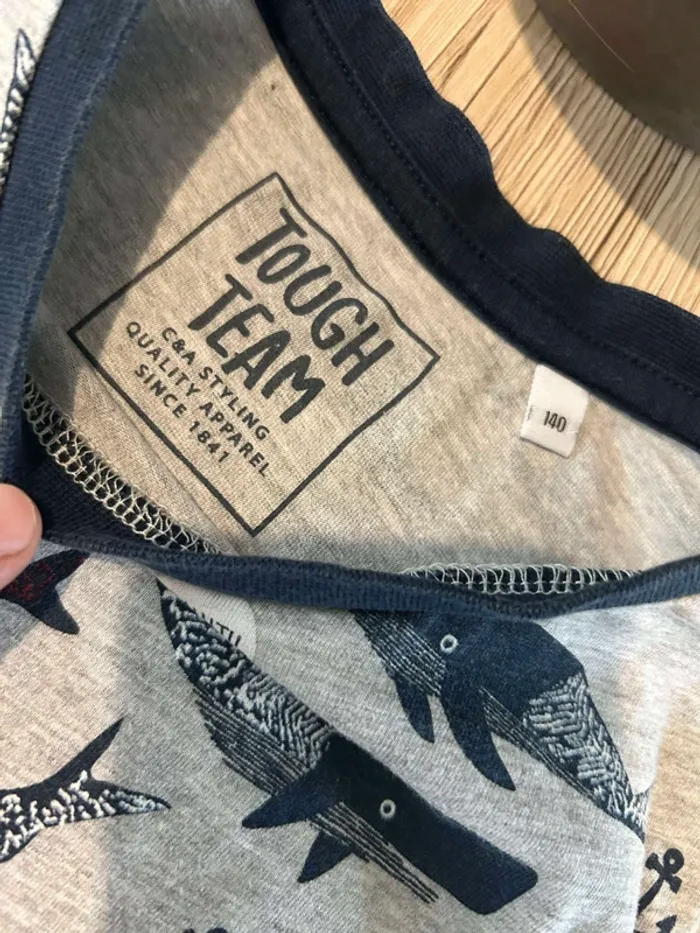 TOUGH
TEAM
C&A STYLING
QUALITY APPAREL
SINCE 1841
140